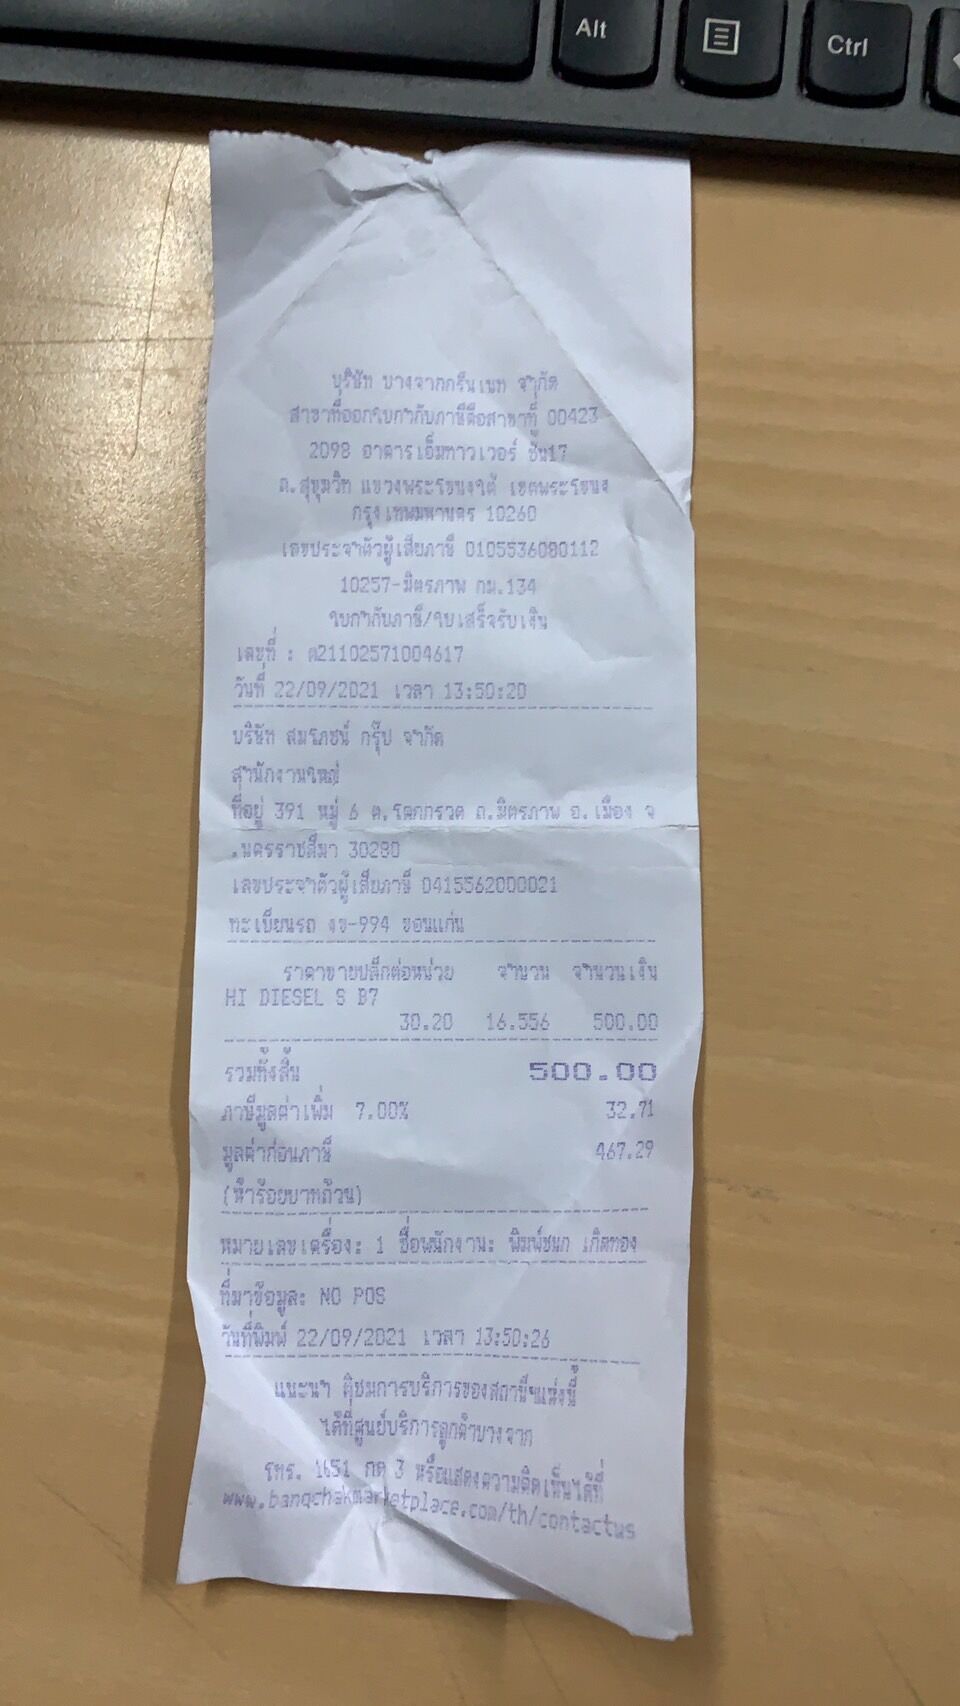 Alt
Ctrl
บริษัท บางจากกรีนเนท จำกัด
สาขาที่ออกใบกำกับภาษีคือสาขาที่ 00423
2098 อาคารเอ็มทาวเวอร์ ชั้น17
ถ.สุขุมวิท แขวงพระโขนงใต้ เขตพระโขนง
กรุงเทพมหานคร 10260
เลขประจำตัวผู้เสียภาษี 0105536080112
10257-มิตรภาพ กม.134
ใบกำกับภาษี/ใบเสร็จรับเงิน
เลขที่ : ต21102571004617
วันที่ 22/09/2021 เวลา 13:50:20
บริษัท สมโภชน์ กรุ๊ป จำกัด
สำนักงานใหญ่
ที่อยู่ 391 หมู่ 6 ต.โคกกรวด ถ.มิตรภาพ อ.เมือง จ
.นครราชสีมา 30280
เลขประจำตัวผู้เสียภาษี 0415562000021
ทะเบียนรถ งข-994 ขอนแก่น
ราคาขายปลีกต่อหน่วย จำนวน จำนวนเงิน
HI DIESEL S B7
30.20 16.556 500.00
รวมทั้งสิ้น 500.00
ภาษีมูลค่าเพิ่ม 7.00% 32.71
มูลค่าก่อนภาษี 467.29
(ห้าร้อยบาทถ้วน)
หมายเลขเครื่อง: 1 ชื่อพนักงาน: พิมพ์ชนก เกิดทอง
ที่มาข้อมูล: NO POS
วันที่พิมพ์ 22/09/2021 เวลา 13:50:26
แนะนำ ติชมการบริการของสถานีฯแห่งนี้
ได้ที่ศูนย์บริการลูกค้าบางจาก
โทร. 1651 กด 3 หรือแสดงความคิดเห็นได้ที่
www.bangchakmarketplace.com/th/contactus